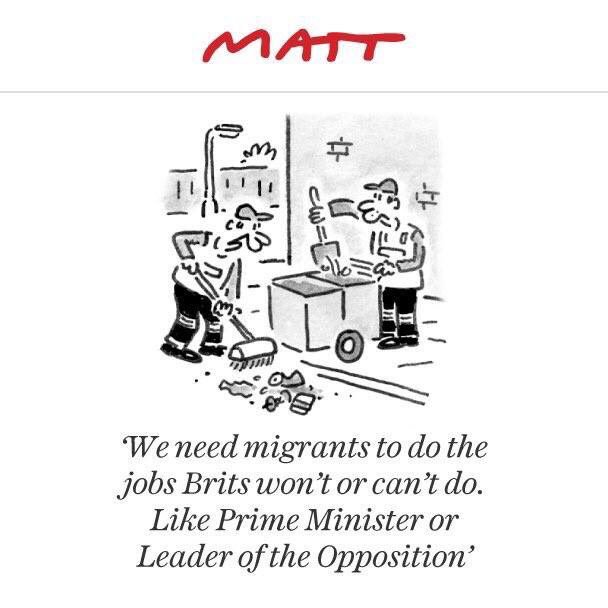 MATT
‘We need migrants to do the
jobs Brits won’t or can’t do.
Like Prime Minister or
Leader of the Opposition’